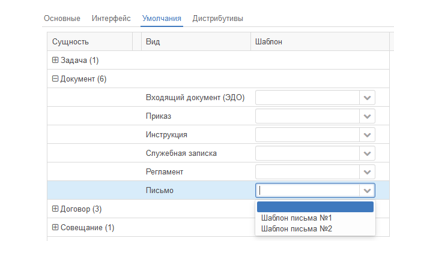 Основные Интерфейс Умолчания Дистрибутивы
Сущность Вид Шаблон
Задача (1)
Документ (6)
Входящий документ (ЭДО)
Приказ
Инструкция
Служебная записка
Регламент
Письмо
Шаблон письма №1
Шаблон письма №2
Договор (3)
Совещание (1)